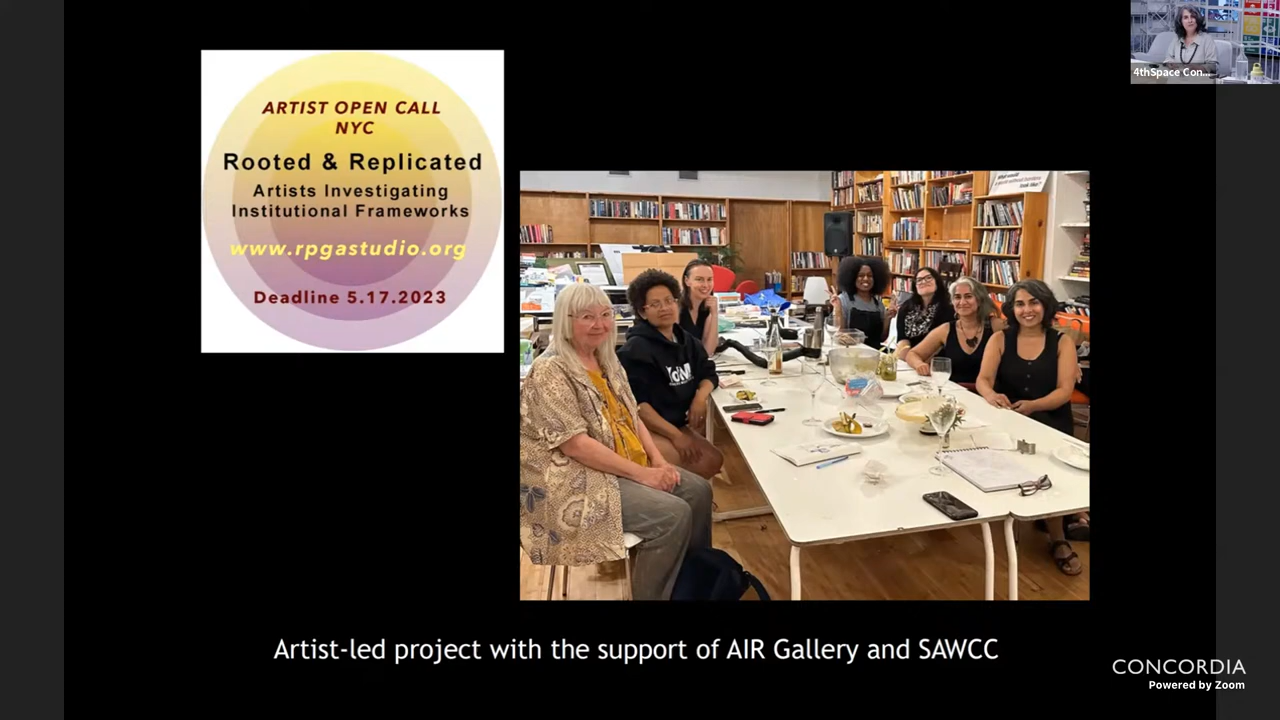 ARTIST OPEN CALL
NYC
Rooted & Replicated
Artists Investigating
Institutional Frameworks
www.rpgastudio.org
Deadline 5.17.2023
4thSpace Con...
Artist-led project with the support of AIR Gallery and SAWCC
CONCORDIA
Powered by Zoom